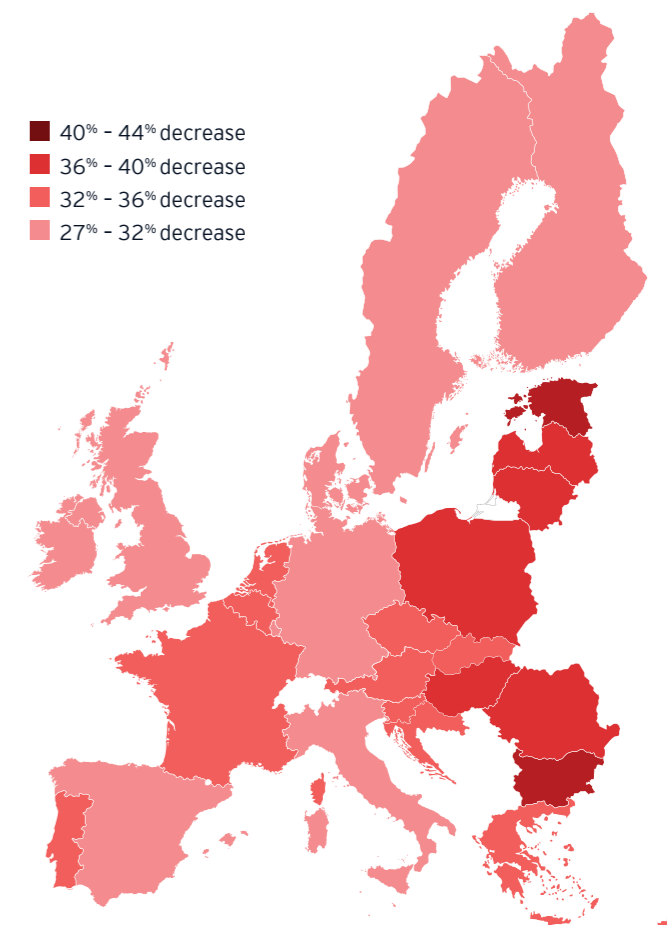 40% - 44% decrease
36% - 40% decrease
32% - 36% decrease
27% - 32% decrease